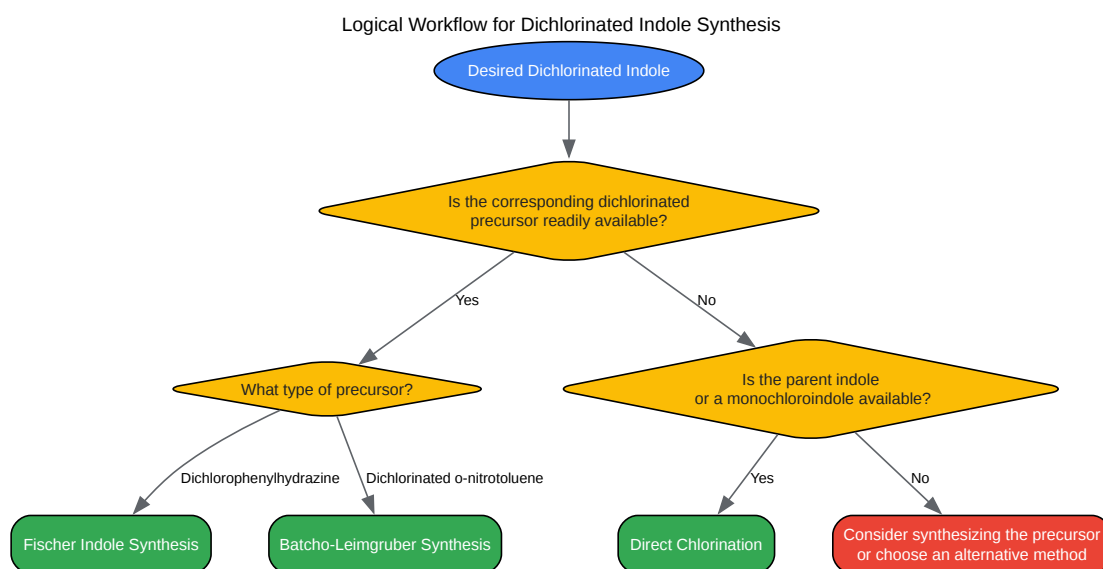 Logical Workflow for Dichlorinated Indole Synthesis
Desired Dichlorinated Indole
Is the corresponding dichlorinated
precursor readily available?
Yes
No
What type of precursor?
Is the parent indole
or a monochloroindole available?
Dichlorophenylhydrazine
Dichlorinated o-nitrotoluene
Yes
No
Fischer Indole Synthesis
Batcho-Leimgruber Synthesis
Direct Chlorination
Consider synthesizing the precursor
or choose an alternative method